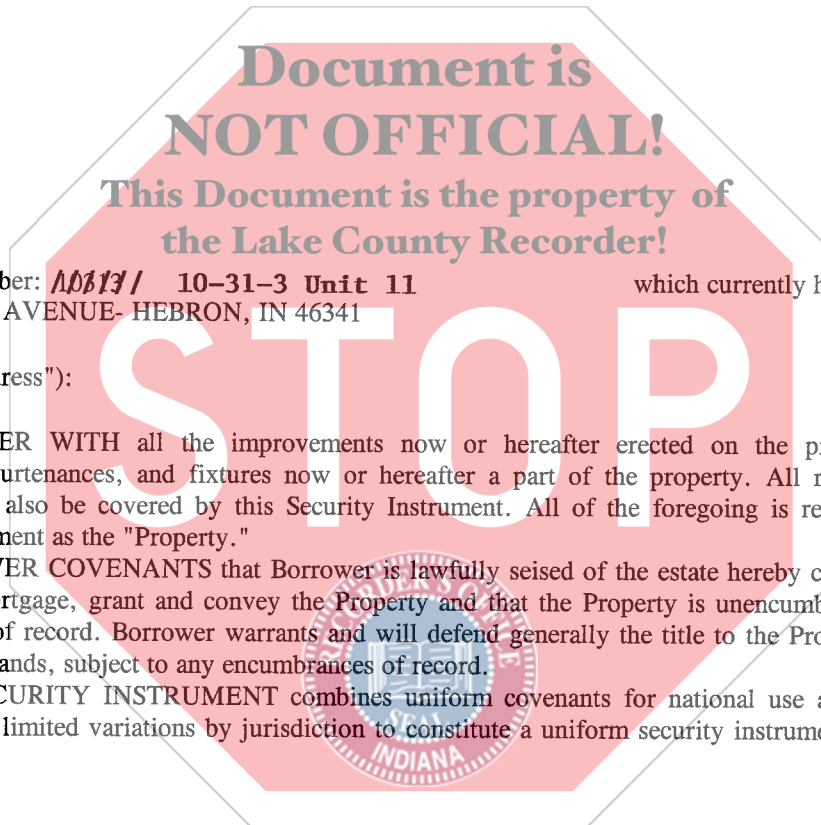 Document is
NOT OFFICIAL!
This Document is the property of
the Lake County Recorder!
ber: 10-31-3 Unit 11 which currently h
AVENUE- HEBRON, IN 46341
ress"):
STOP
ER WITH all the improvements now or hereafter erected on the p
urtenances, and fixtures now or hereafter a part of the property. All
also be covered by this Security Instrument. All of the foregoing is re
ment as the "Property."
ER COVENANTS that Borrower is lawfully seised of the estate hereby c
rtgage, grant and convey the Property and that the Property is unencumb
of record. Borrower warrants and will defend generally the title to the Pro
ands, subject to any encumbrances of record.
CURITY INSTRUMENT combines uniform covenants for national use a
limited variations by jurisdiction to constitute a uniform security instrume
RECORDER'S OFFICE
SEAL
INDIANA